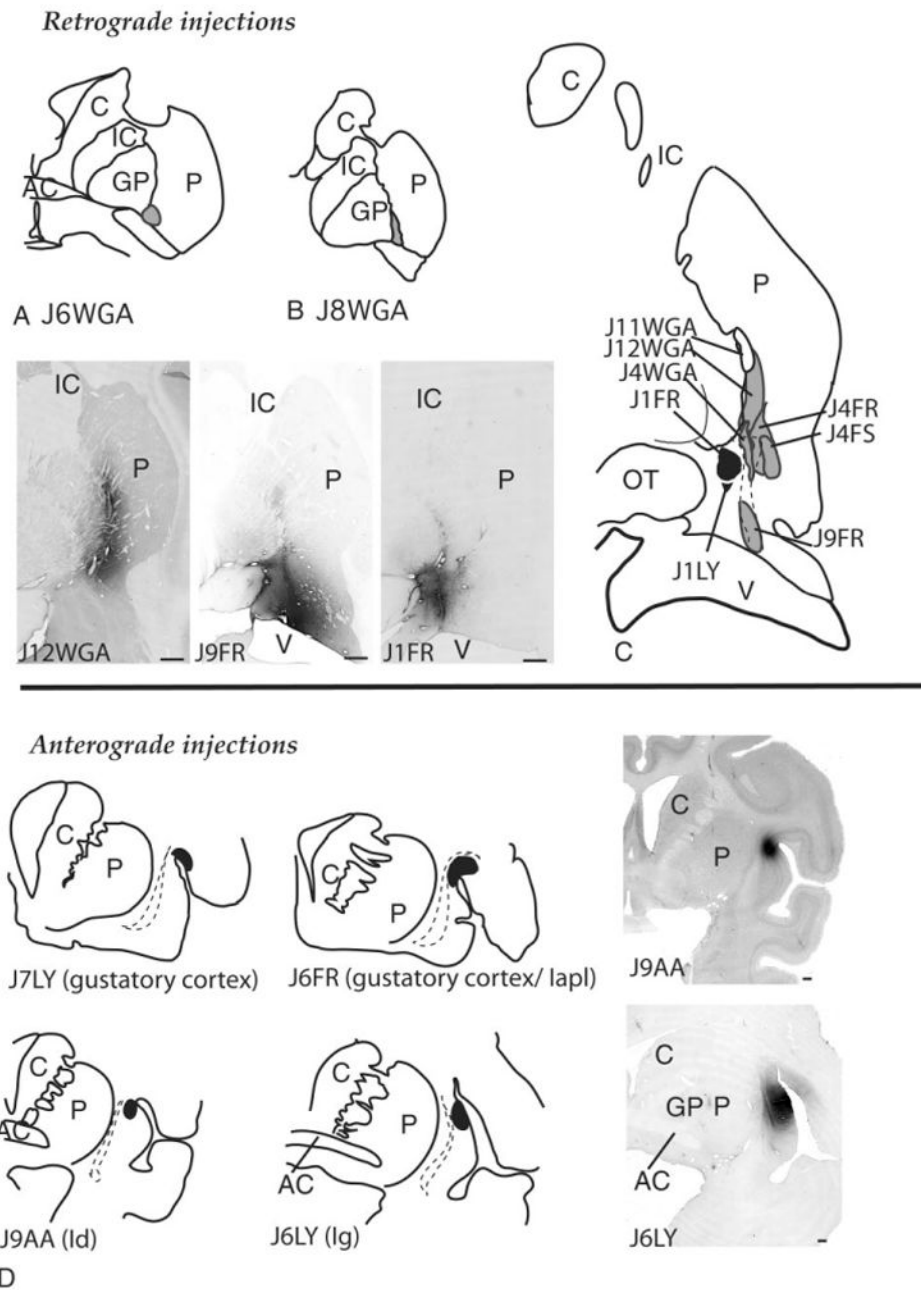 Retrograde injections
C
IC
GP
P
AC
A J6WGA
C
IC
GP
P
B J8WGA
C
IC
P
J11WGA
J12WGA
J4WGA
J1FR
J4FR
J4FS
OT
J9FR
J1LY
V
C
IC
P
J12WGA
IC
P
J9FR
V
IC
P
J1FR
V
Anterograde injections
C
P
J7LY (gustatory cortex)
C
P
J6FR (gustatory cortex/ Iapl)
C
P
J9AA
C
P
AC
J9AA (Id)
C
P
AC
J6LY (Ig)
C
GP
P
AC
J6LY
D